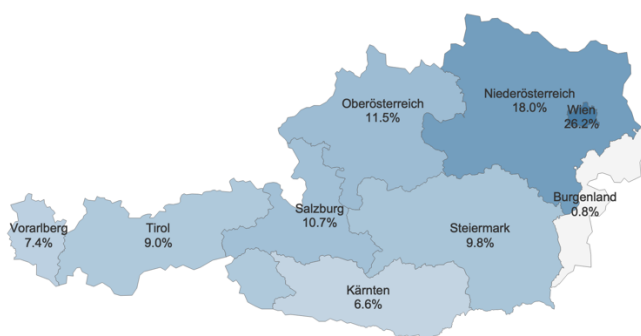 Oberösterreich
11.5%
Niederösterreich
18.0%
Wien
26.2%
Burgenland
0.8%
Vorarlberg
7.4%
Tirol
9.0%
Salzburg
10.7%
Steiermark
9.8%
Kärnten
6.6%